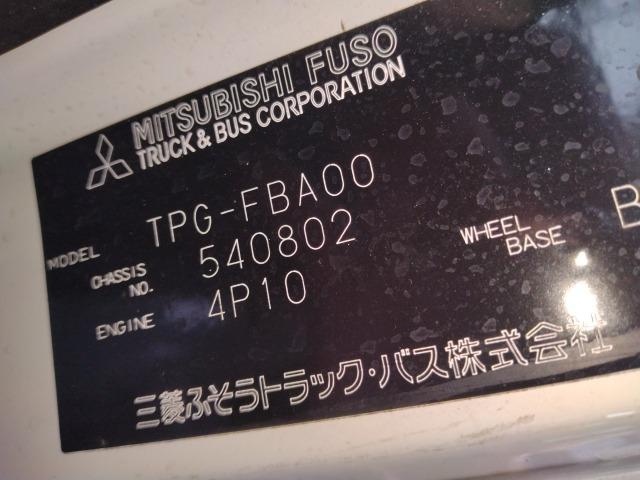 MITSUBISHI FUSO
TRUCK & BUS CORPORATION
MODEL TPG-FBA00
CHASSIS NO. 540802
ENGINE 4P10
WHEEL BASE B
三菱ふそうトラック・バス株式会社